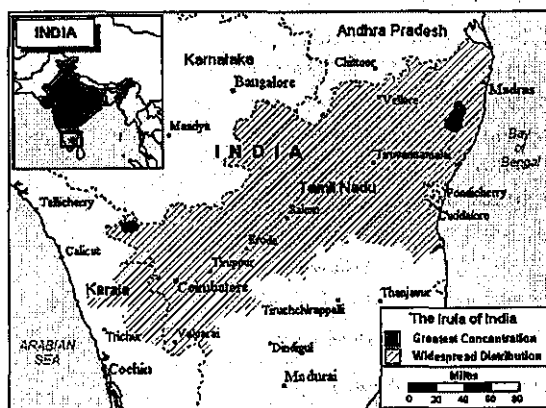 INDIA
Andhra Pradesh
Karnataka
Chittoor
Bangalore
Madras
Vellore
Mandya
Bay
of
Bengal
INDIA
Tiruvannamalai
Tamil Nadu
Pondicherry
Tellicherry
Salem
Cuddalore
Calicut
Erode
Tiruppur
Kerala
Coimbatore
Tiruchchirappalli
Thanjavur
The Irula of India
Greatest Concentration
Widespread Distribution
ARABIAN
SEA
Trichur
Valparai
Dindigul
Cochin
Madurai
Miles
0 20 40 60 80